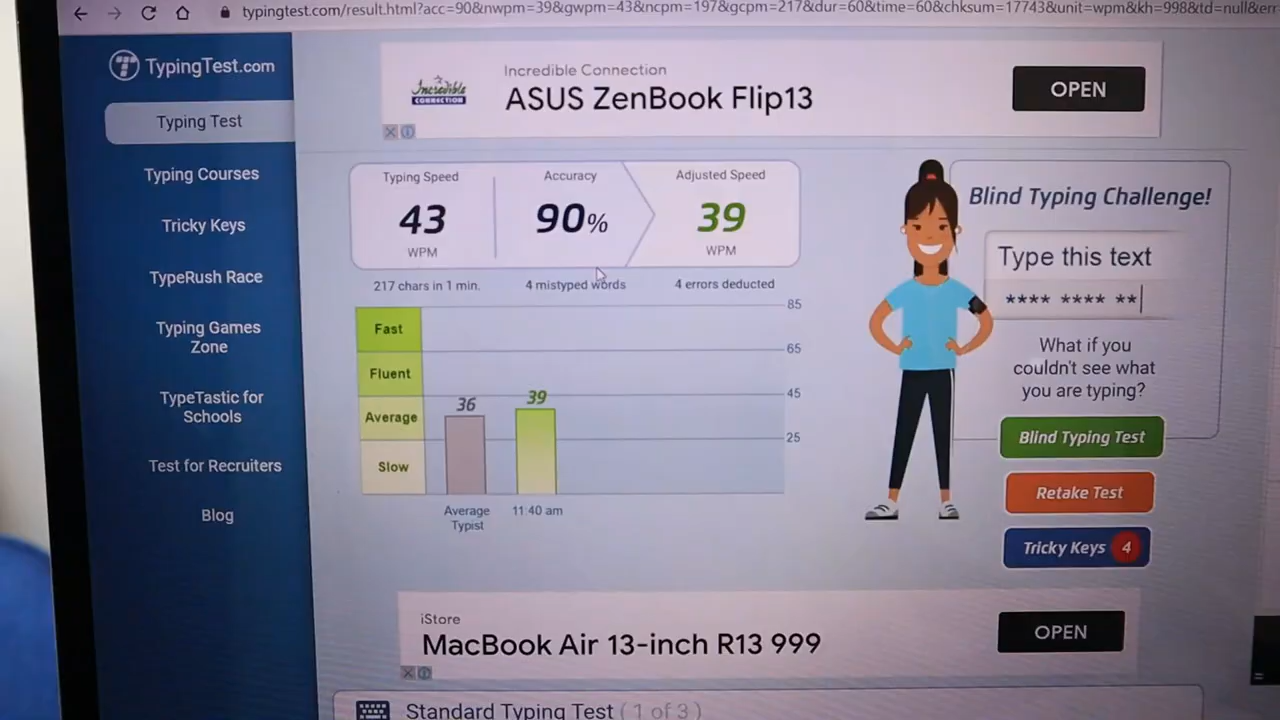 typingtest.com/result.html?acc=90&nwpm=39&gwpm=43&ncpm=197&gcpm=217&dur=60&time=60&chksum=17743&unit=wpm&kh=998&td=null&err
TypingTest.com
Typing Test
Typing Courses
Tricky Keys
TypeRush Race
Typing Games
Zone
TypeTastic for
Schools
Test for Recruiters
Blog
Incredible
CONNECTION
Incredible Connection
ASUS ZenBook Flip13
OPEN
Typing Speed
43
WPM
Accuracy
90%
Adjusted Speed
39
WPM
217 chars in 1 min.
4 mistyped words
4 errors deducted
85
Fast
65
Fluent
45
Average
25
Slow
36
39
Average
Typist
11:40 am
Blind Typing Challenge!
Type this text
**** **** **
What if you
couldn't see what
you are typing?
Blind Typing Test
Retake Test
Tricky Keys 4
iStore
MacBook Air 13-inch R13 999
OPEN
Standard Typing Test ( 1 of 3 )